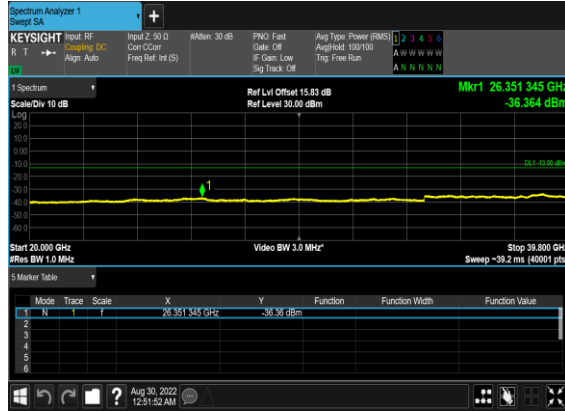 Spectrum Analyzer 1
Swept SA
+
KEYSIGHT Input: RF Input Z: 50 Ω #Atten: 30 dB PNO: Fast Avg Type: Power (RMS) 1 2 3 4 5 6
R T Coupling: DC Corr CCorr Gate: Off Avg|Hold: 100/100 A W W W W W
Align: Auto Freq Ref: Int (S) IF Gain: Low Trig: Free Run
Sig Track: Off A N N N N N
1 Spectrum Ref Lvl Offset 15.83 dB Mkr1 26.351 345 GHz
Scale/Div 10 dB Ref Level 30.00 dBm -36.364 dBm
Log
20.0
10.0
0.00
-10.0 DL1 -13.00 dBm
-20.0
1
-30.0
-40.0
-50.0
-60.0
Start 20.000 GHz Video BW 3.0 MHz* Stop 39.800 GHz
#Res BW 1.0 MHz Sweep ~39.2 ms (40001 pts)
5 Marker Table
Mode Trace Scale X Y Function Function Width Function Value
1 N 1 f 26.351 345 GHz -36.36 dBm
2
3
4
5
6
? Aug 30, 2022
12:51:52 AM